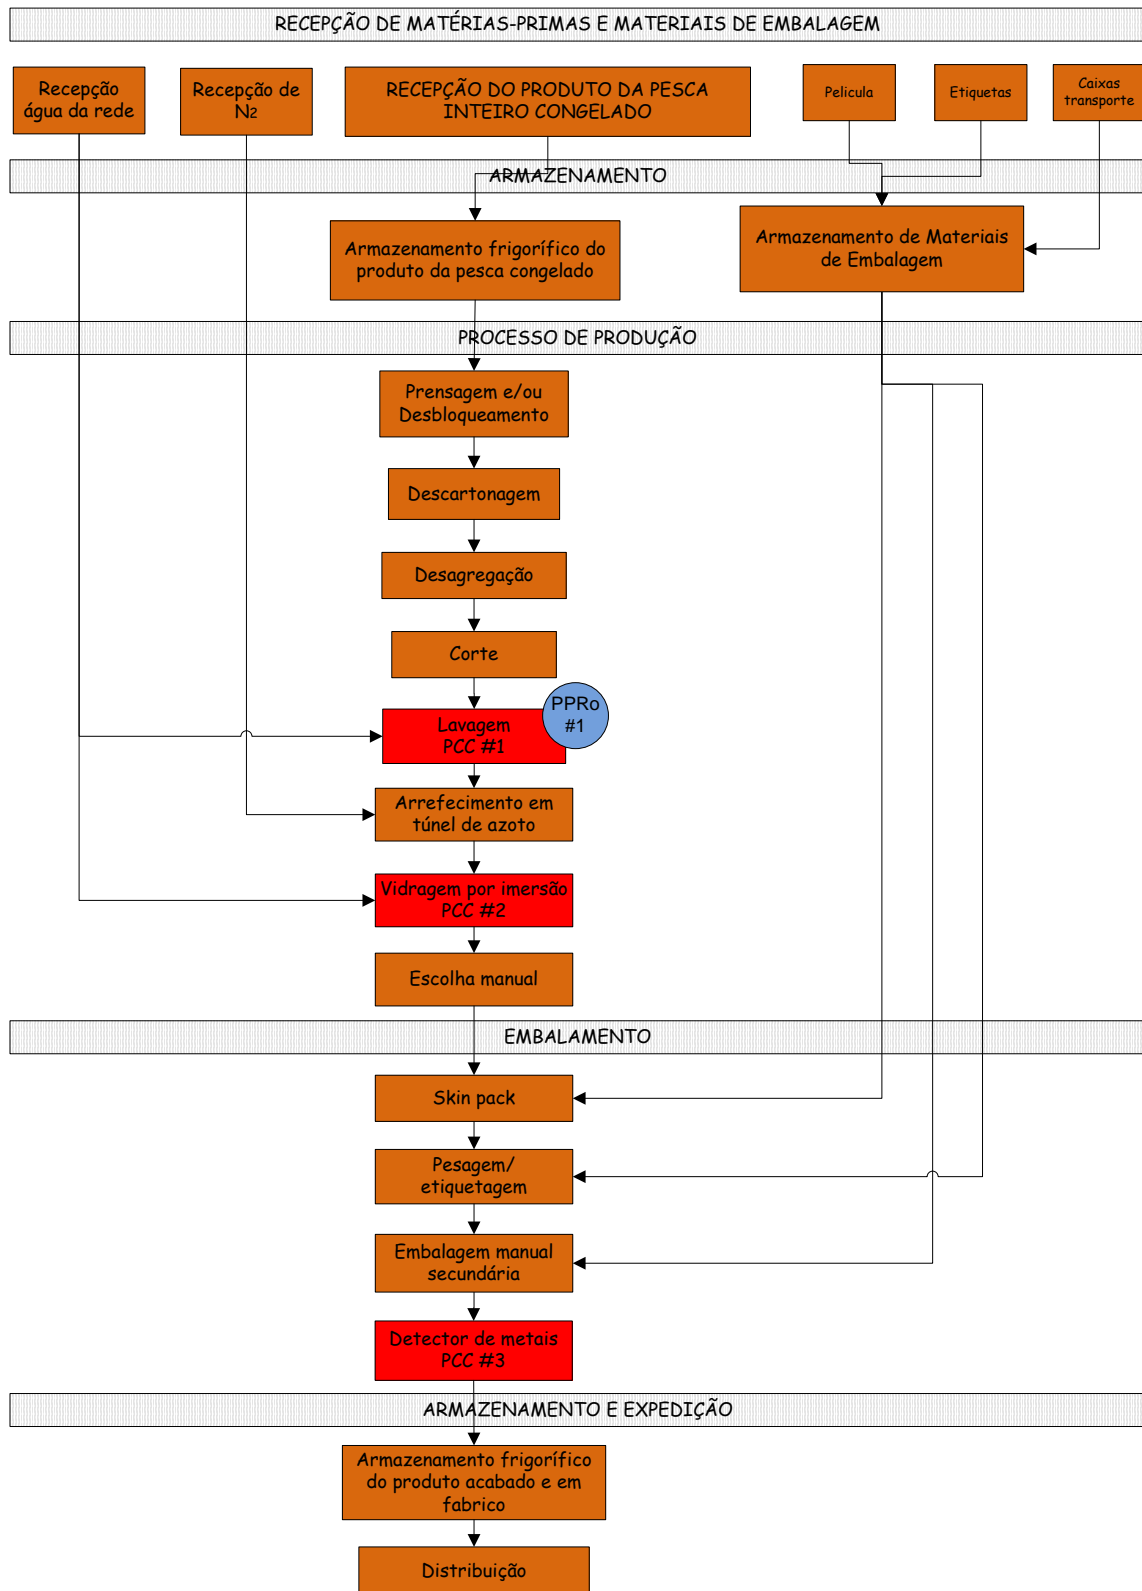 RECEPÇÃO DE MATÉRIAS-PRIMAS E MATERIAIS DE EMBALAGEM
Recepção
água da rede
Recepção de
N2
RECEPÇÃO DO PRODUTO DA PESCA
INTEIRO CONGELADO
Pelicula
Etiquetas
Caixas
transporte
ARMAZENAMENTO
Armazenamento frigorífico do
produto da pesca congelado
Armazenamento de Materiais
de Embalagem
PROCESSO DE PRODUÇÃO
Prensagem e/ou
Desbloqueamento
Descartonagem
Desagregação
Corte
PPRo
#1
Lavagem
PCC #1
Arrefecimento em
túnel de azoto
Vidragem por imersão
PCC #2
Escolha manual
EMBALAMENTO
Skin pack
Pesagem/
etiquetagem
Embalagem manual
secundária
Detector de metais
PCC #3
ARMAZENAMENTO E EXPEDIÇÃO
Armazenamento frigorífico
do produto acabado e em
fabrico
Distribuição